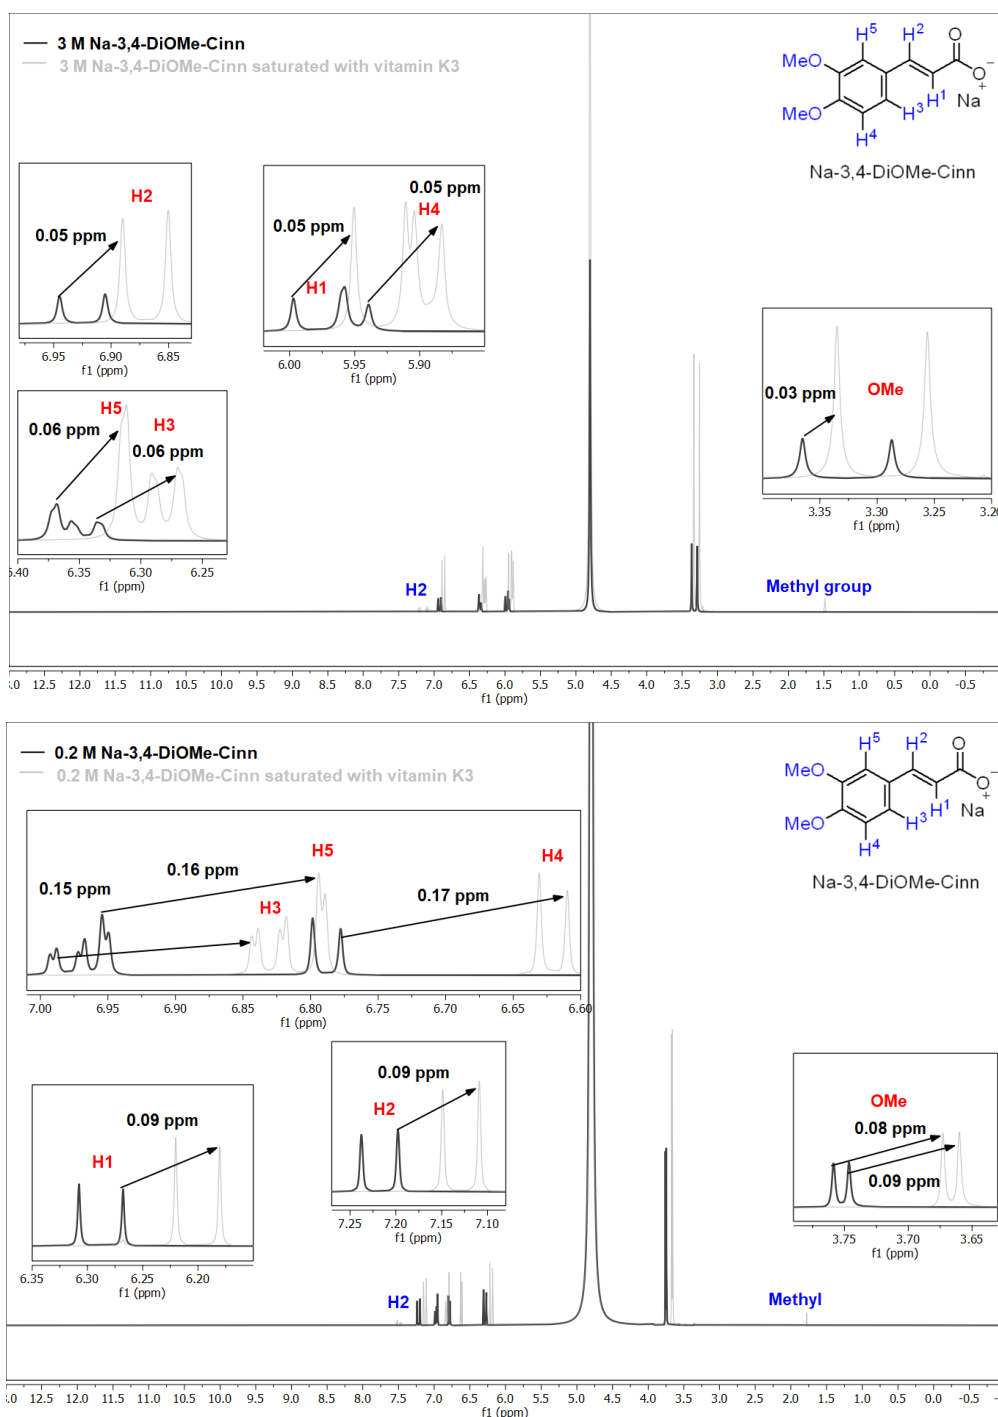 3 M Na-3,4-DiOMe-Cinn
3 M Na-3,4-DiOMe-Cinn saturated with vitamin K3
H5 H2 O
MeO O−
+
H1 Na
MeO H3
H4
Na-3,4-DiOMe-Cinn
H2
0.05 ppm
6.95 6.90 6.85
f1 (ppm)
0.05 ppm
0.05 ppm H4
H1
6.00 5.95 5.90
f1 (ppm)
H5 H3
0.06 ppm
0.06 ppm
6.40 6.35 6.30 6.25
f1 (ppm)
OMe
0.03 ppm
3.35 3.30 3.25 3.20
f1 (ppm)
H2 Methyl group
3.0 12.5 12.0 11.5 11.0 10.5 10.0 9.5 9.0 8.5 8.0 7.5 7.0 6.5 6.0 5.5 5.0 4.5 4.0 3.5 3.0 2.5 2.0 1.5 1.0 0.5 0.0 -0.5
f1 (ppm)
0.2 M Na-3,4-DiOMe-Cinn
0.2 M Na-3,4-DiOMe-Cinn saturated with vitamin K3
H5 H2 O
MeO O−
+
H1 Na
MeO H3
H4
Na-3,4-DiOMe-Cinn
H5 H4
0.16 ppm
0.15 ppm
0.17 ppm
H3
7.00 6.95 6.90 6.85 6.80 6.75 6.70 6.65 6.60
f1 (ppm)
0.09 ppm
H1
6.35 6.30 6.25 6.20
f1 (ppm)
0.09 ppm
H2
7.25 7.20 7.15 7.10
f1 (ppm)
OMe
0.08 ppm
0.09 ppm
3.75 3.70 3.65
f1 (ppm)
H2 Methyl
3.0 12.5 12.0 11.5 11.0 10.5 10.0 9.5 9.0 8.5 8.0 7.5 7.0 6.5 6.0 5.5 5.0 4.5 4.0 3.5 3.0 2.5 2.0 1.5 1.0 0.5 0.0 -0.5
f1 (ppm)